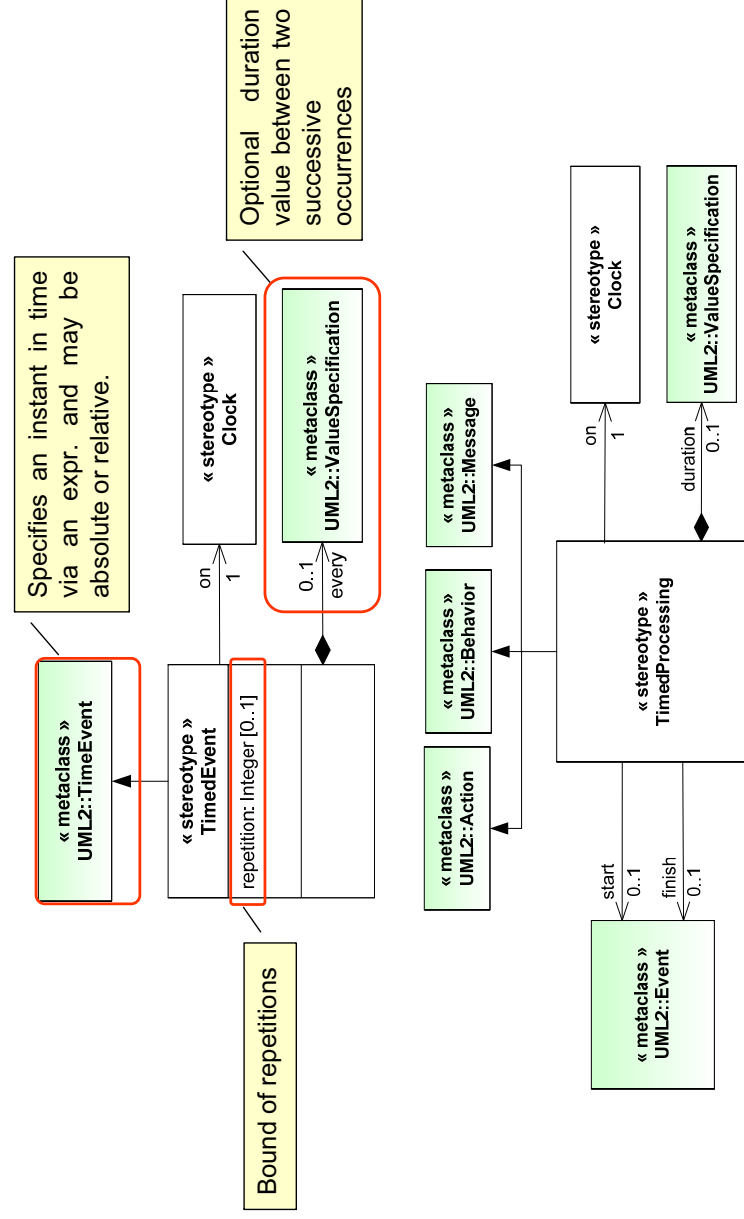 Specifies an instant in time
via an expr. and may be
absolute or relative.
« metaclass »
UML2::TimeEvent
« stereotype »
TimedEvent
repetition: Integer [0..1]
Bound of repetitions
on
1
« stereotype »
Clock
0..1
every
« metaclass »
UML2::ValueSpecification
Optional duration
value between two
successive
occurrences
« metaclass »
UML2::Action
« metaclass »
UML2::Behavior
« metaclass »
UML2::Message
« metaclass »
UML2::Event
start
0..1
finish
0..1
« stereotype »
TimedProcessing
on
1
« stereotype »
Clock
duration
0..1
« metaclass »
UML2::ValueSpecification